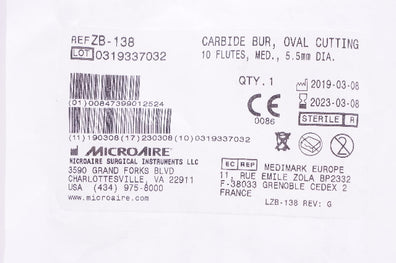 REF ZB-138
LOT 0319337032
CARBIDE BUR, OVAL CUTTING
10 FLUTES, MED., 5.5mm DIA.
(01)00847399012524
QTY. 1
2019-03-08
2023-03-08
CE
0086
STERILE R
(11)190308(17)230308(10)0319337032
MICROAIRE
MICROAIRE SURGICAL INSTRUMENTS LLC
3590 GRAND FORKS BLVD
CHARLOTTESVILLE, VA 22911
USA (434) 975-8000
www.microaire.com
EC REP MEDIMARK EUROPE
11, RUE EMILE ZOLA BP2332
F-38033 GRENOBLE CEDEX 2
FRANCE
LZB-138 REV: G